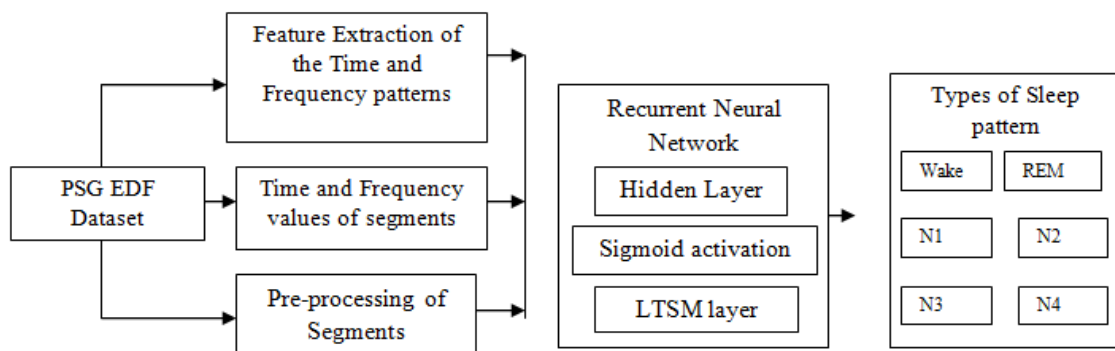 PSG EDF
Dataset
Feature Extraction of
the Time and
Frequency patterns
Time and Frequency
values of segments
Pre-processing of
Segments
Recurrent Neural
Network
Hidden Layer
Sigmoid activation
LTSM layer
Types of Sleep
pattern
Wake
REM
N1
N2
N3
N4